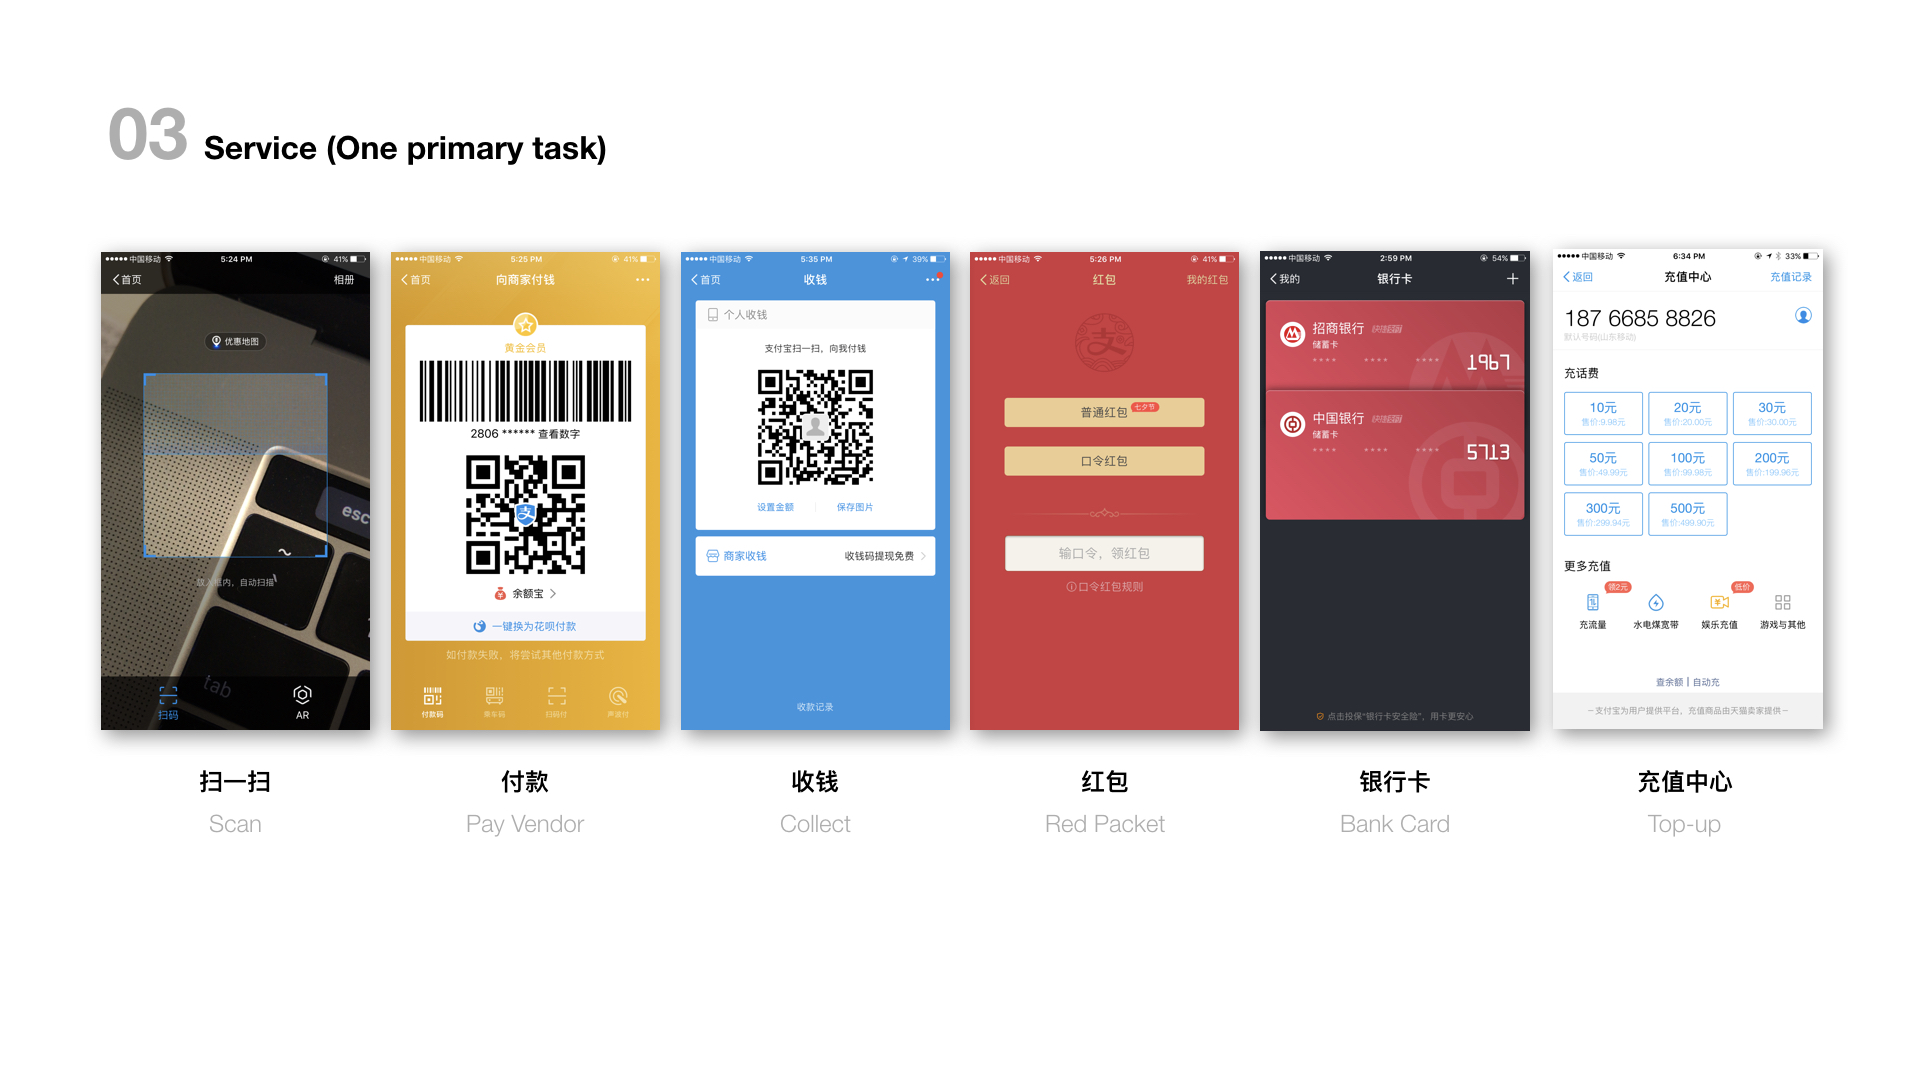 03 Service (One primary task)
中国移动 5:24 PM 41%
首页 相册
优惠地图
esc
~
放入框内，自动扫描
tab
扫码 AR
扫一扫
Scan
中国移动 5:25 PM 41%
首页 向商家付钱
黄金会员
2806 ****** 查看数字
支
余额宝
一键换为花呗付款
如付款失败，将尝试其他付款方式
付款码 乘车码 扫码付 声波付
付款
Pay Vendor
中国移动 5:35 PM 39%
首页 收钱
个人收钱
支付宝扫一扫，向我付钱
设置金额 保存图片
商家收钱 收钱码提现免费
收款记录
收钱
Collect
中国移动 5:26 PM 41%
返回 红包 我的红包
支
普通红包 七夕节
口令红包
输口令，领红包
口令红包规则
红包
Red Packet
中国移动 2:59 PM 54%
我的 银行卡 +
招商银行 快捷
储蓄卡
**** **** **** 1967
中国银行 快捷
储蓄卡
**** **** **** 5713
点击投保“银行卡安全险”，用卡更安心
银行卡
Bank Card
中国移动 6:34 PM 33%
返回 充值中心 充值记录
187 6685 8826
默认号码(山东移动)
充话费
10元 20元 30元
售价:9.98元 售价:20.00元 售价:30.00元
50元 100元 200元
售价:49.99元 售价:99.98元 售价:199.96元
300元 500元
售价:299.94元 售价:499.90元
更多充值
领2元 低价
充流量 水电煤宽带 娱乐充值 游戏与其他
查余额 | 自动充
－支付宝为用户提供平台，充值商品由天猫卖家提供－
充值中心
Top-up